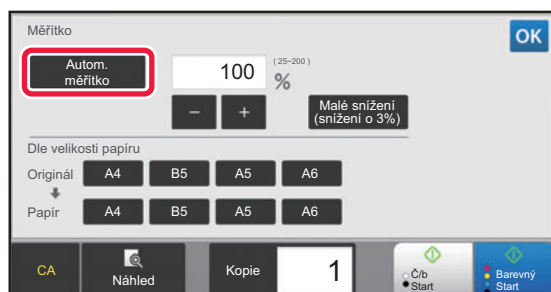 Měřítko
OK
Autom.
měřítko
100
(25~200)
%
−
+
Malé snížení
(snížení o 3%)
Dle velikosti papíru
Originál
A4
B5
A5
A6
Papír
A4
B5
A5
A6
CA
Náhled
Kopie
1
Č/b
Start
Barevný
Start